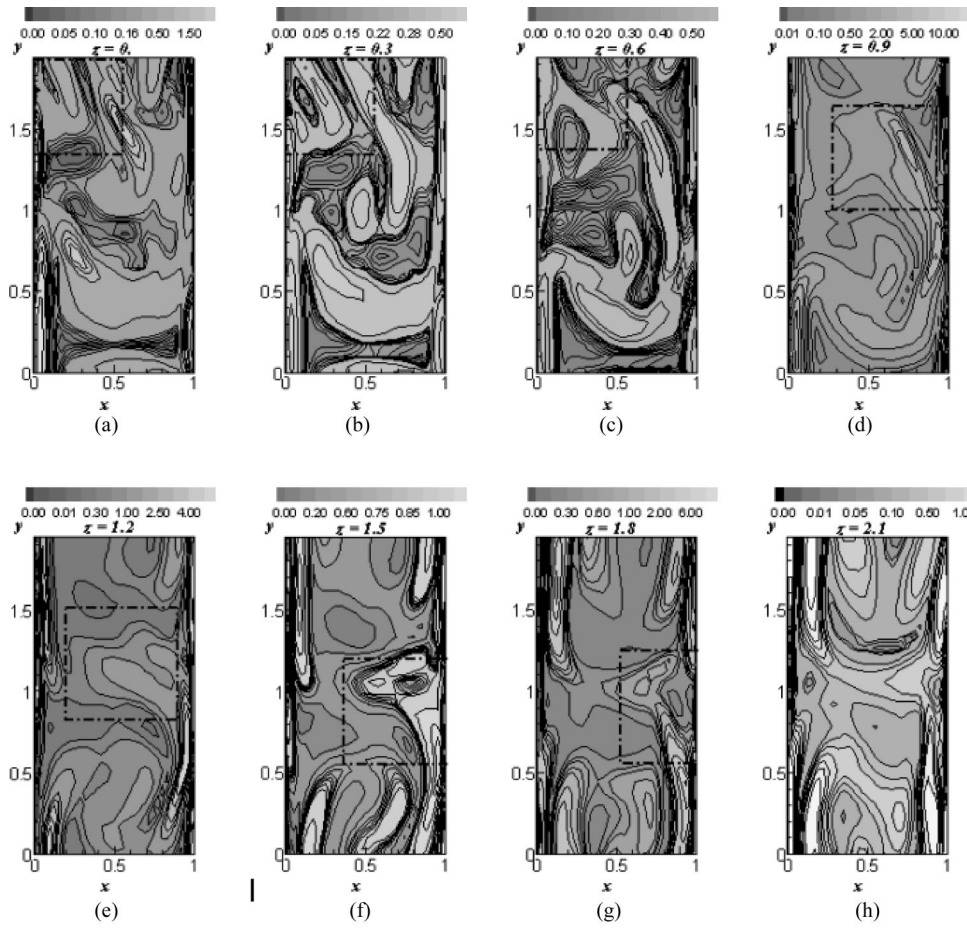 0.00 0.05 0.10 0.16 0.50 1.50
y
z = 0.
1.5
1
0.5
0
0 0.5 1
x
(a)
0.00 0.05 0.15 0.22 0.28 0.50
y
z = 0.3
1.5
1
0.5
0
0 0.5 1
x
(b)
0.00 0.10 0.20 0.30 0.40 0.50
y
z = 0.6
1.5
1
0.5
0
0 0.5 1
x
(c)
0.01 0.10 0.50 2.00 5.00 10.00
y
z = 0.9
1.5
1
0.5
0
0 0.5 1
x
(d)
0.00 0.01 0.30 1.00 2.50 4.00
y
z = 1.2
1.5
1
0.5
0
0 0.5 1
x
(e)
0.00 0.20 0.60 0.75 0.85 1.00
y
z = 1.5
1.5
1
0.5
0
0 0.5 1
x
(f)
0.00 0.30 0.60 1.00 2.00 6.00
y
z = 1.8
1.5
1
0.5
0
0 0.5 1
x
(g)
0.00 0.01 0.05 0.10 0.50 1.0
y
z = 2.1
1.5
1
0.5
0
0 0.5 1
x
(h)